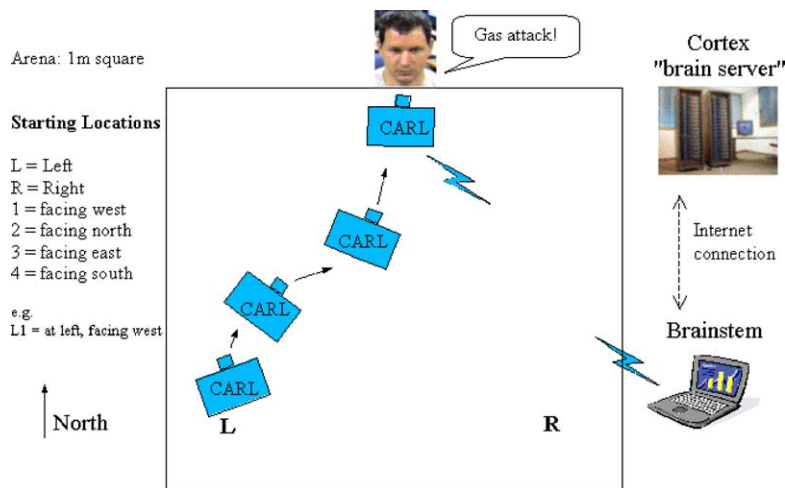 Arena: 1m square
Starting Locations
L = Left
R = Right
1 = facing west
2 = facing north
3 = facing east
4 = facing south
e.g.
L1 = at left, facing west
North
Gas attack!
CARL
CARL
CARL
CARL
L
R
Cortex
"brain server"
Internet
connection
Brainstem